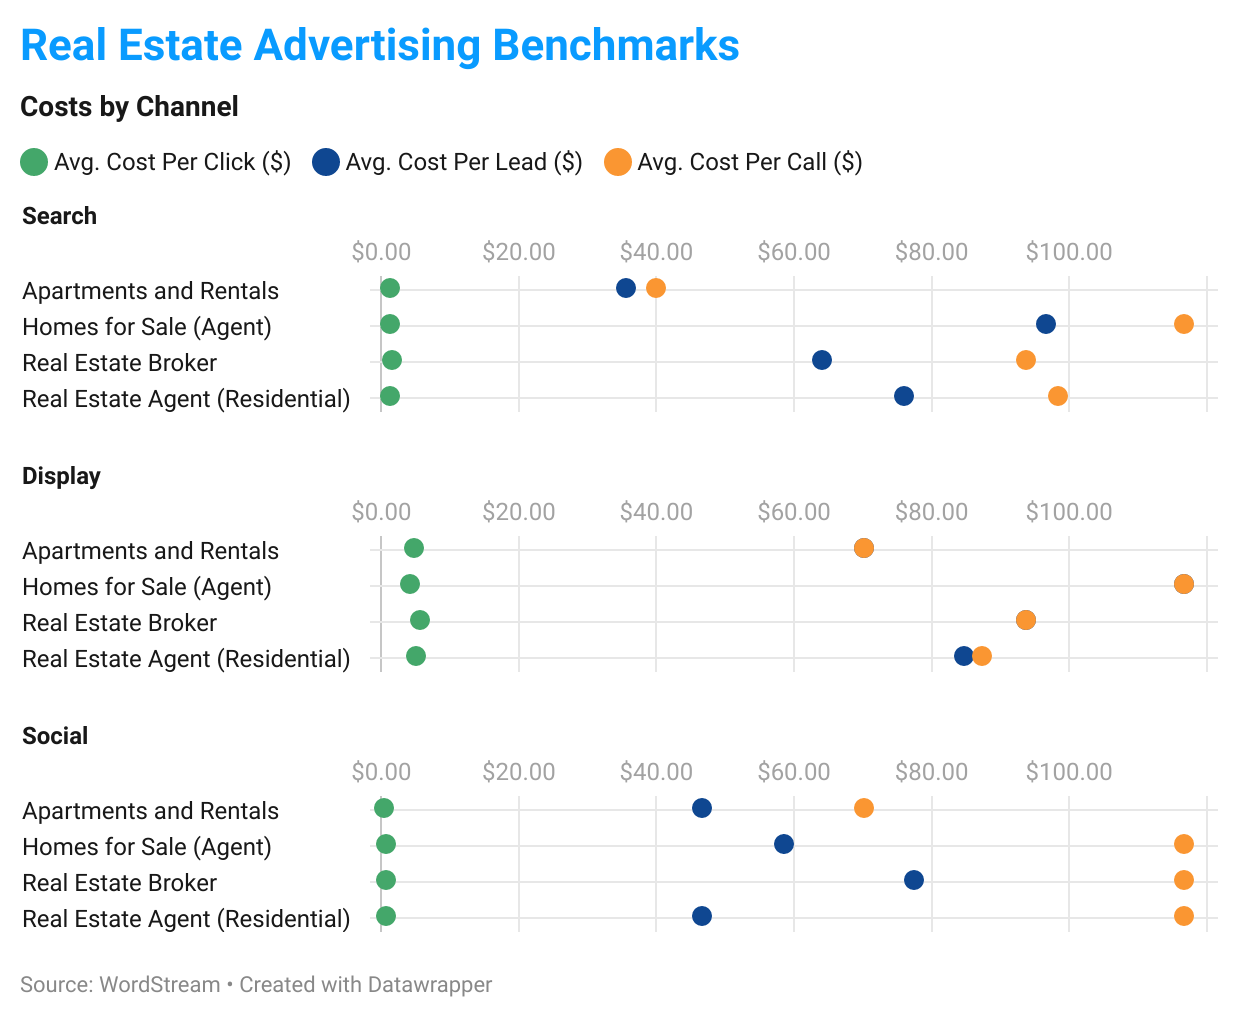 Real Estate Advertising Benchmarks
Costs by Channel
Avg. Cost Per Click ($) Avg. Cost Per Lead ($) Avg. Cost Per Call ($)
Search
$0.00 $20.00 $40.00 $60.00 $80.00 $100.00
Apartments and Rentals
Homes for Sale (Agent)
Real Estate Broker
Real Estate Agent (Residential)
Display
$0.00 $20.00 $40.00 $60.00 $80.00 $100.00
Apartments and Rentals
Homes for Sale (Agent)
Real Estate Broker
Real Estate Agent (Residential)
Social
$0.00 $20.00 $40.00 $60.00 $80.00 $100.00
Apartments and Rentals
Homes for Sale (Agent)
Real Estate Broker
Real Estate Agent (Residential)
Source: WordStream • Created with Datawrapper